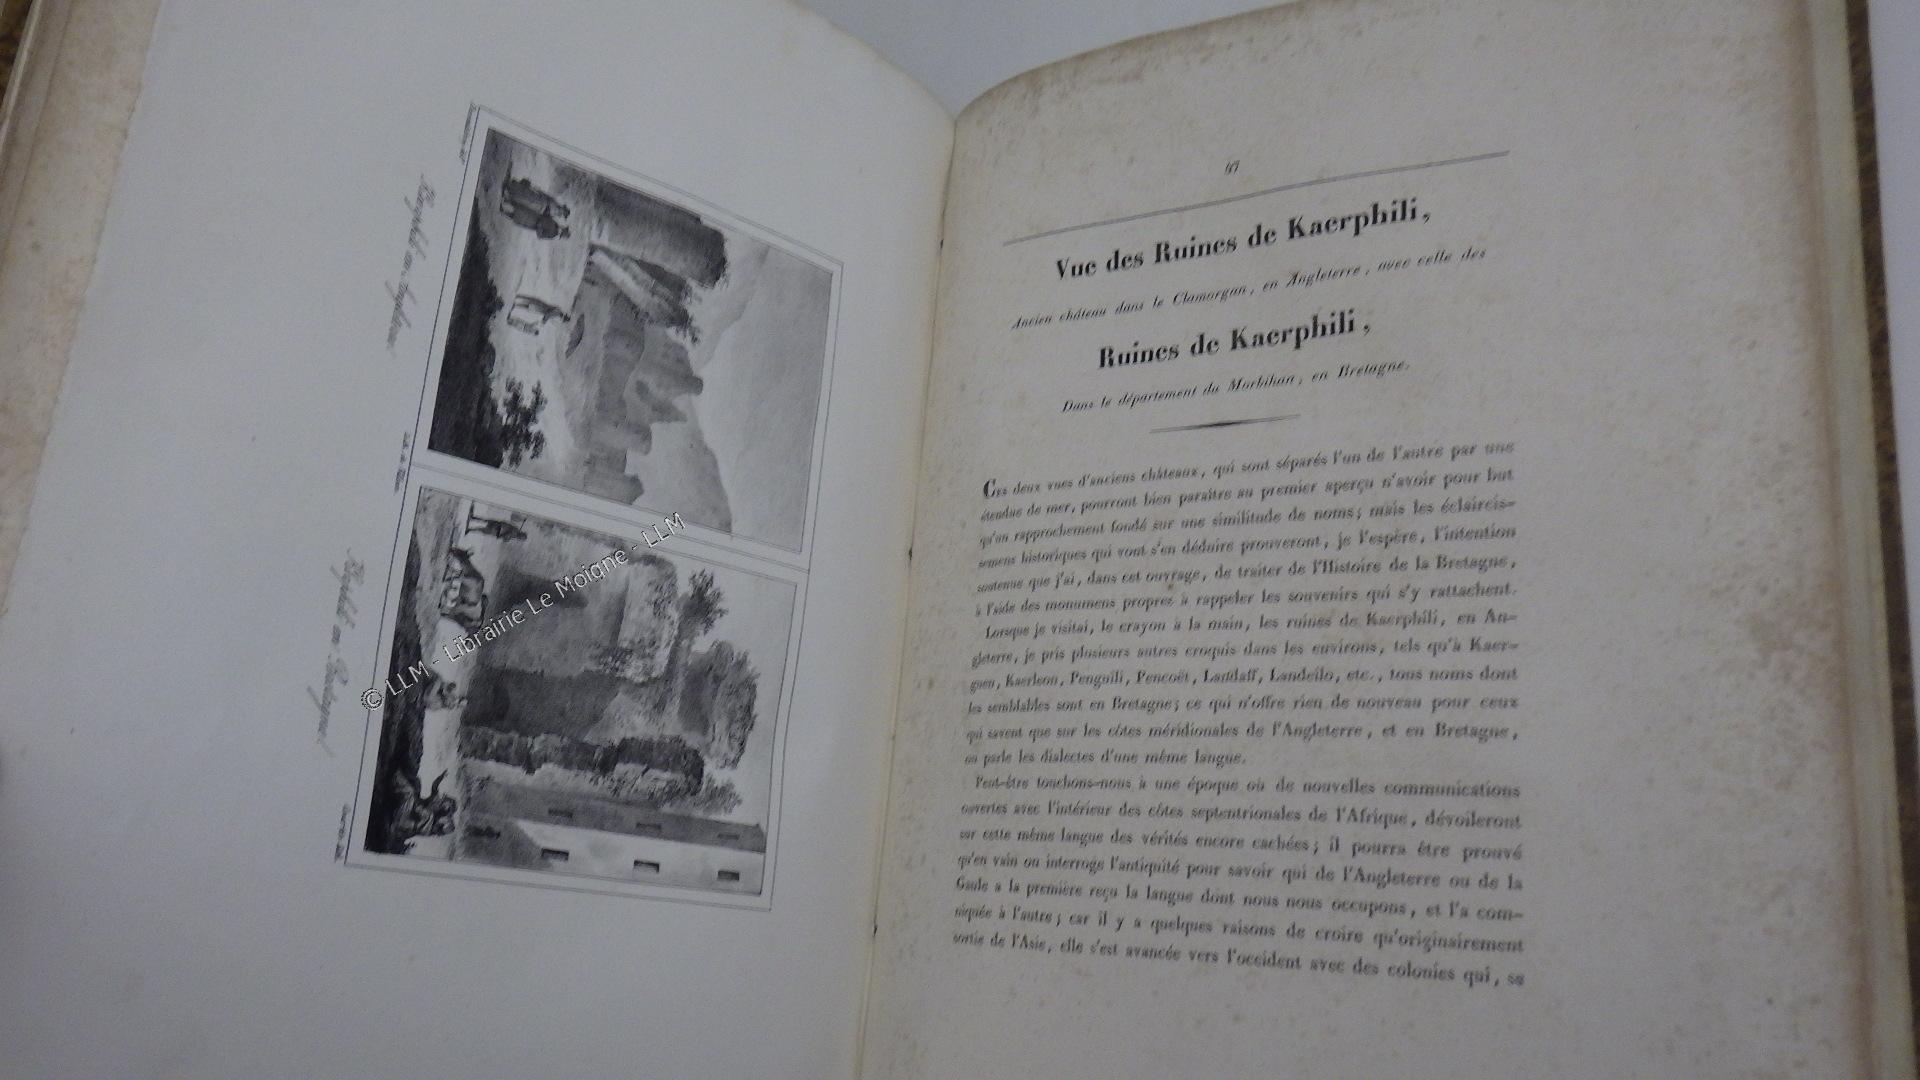 Kaerphili en Angleterre.
Kaerphili en Bretagne.
© LLM - Librairie Le Moigne - LLM
97
Vue des Ruines de Kaerphili,
Ancien château dans le Clamorgan, en Angleterre, avec celle des
Ruines de Kaerphili,
Dans le département du Morbihan, en Bretagne.
Ces deux vues d'anciens châteaux, qui sont séparés l'un de l'autre par une
étendue de mer, pourront bien paraître au premier aperçu n'avoir pour but
qu'un rapprochement fondé sur une similitude de noms; mais les éclaircis-
semens historiques qui vont s'en déduire prouveront, je l'espère, l'intention
soutenue que j'ai, dans cet ouvrage, de traiter de l'Histoire de la Bretagne,
à l'aide des monumens propres à rappeler les souvenirs qui s'y rattachent.
Lorsque je visitai, le crayon à la main, les ruines de Kaerphili, en An-
gleterre, je pris plusieurs autres croquis dans les environs, tels qu'à Kaer-
guen, Kaerleon, Penguili, Pencoët, Landaff, Landeilo, etc., tous noms dont
les semblables sont en Bretagne; ce qui n'offre rien de nouveau pour ceux
qui savent que sur les côtes méridionales de l'Angleterre, et en Bretagne,
on parle les dialectes d'une même langue.
Peut-être touchons-nous à une époque où de nouvelles communications
ouvertes avec l'intérieur des côtes septentrionales de l'Afrique, dévoileront
sur cette même langue des vérités encore cachées; il pourra être prouvé
qu'en vain on interroge l'antiquité pour savoir qui de l'Angleterre ou de la
Gaule a la première reçu la langue dont nous nous occupons, et l'a com-
niquée à l'autre; car il y a quelques raisons de croire qu'originairement
sortie de l'Asie, elle s'est avancée vers l'occident avec des colonies qui, se